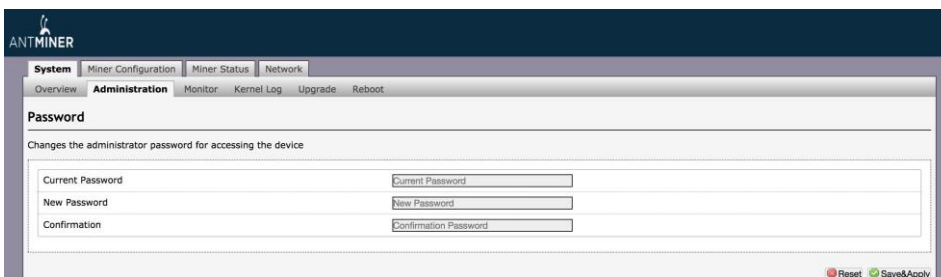 ANTMINER
System Miner Configuration Miner Status Network
Overview Administration Monitor Kernel Log Upgrade Reboot
Password
Changes the administrator password for accessing the device
Current Password Current Password
New Password New Password
Confirmation Confirmation Password
Reset Save&Apply